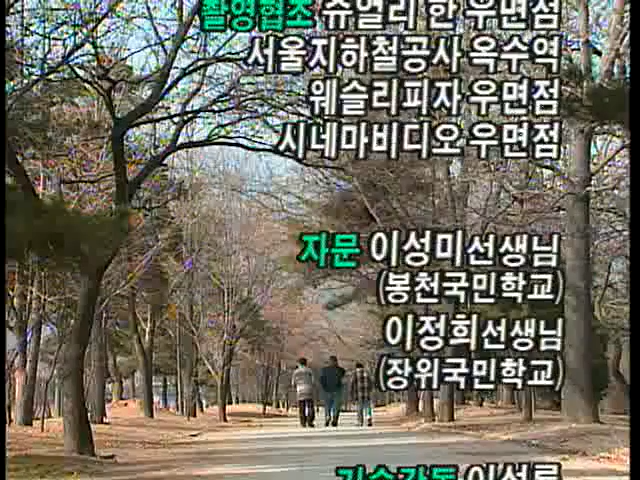 촬영협조 쥬얼리 한 우면점
서울지하철공사 옥수역
웨슬리피자 우면점
시네마비디오 우면점
자문 이성미선생님
(봉천국민학교)
이정희선생님
(장위국민학교)